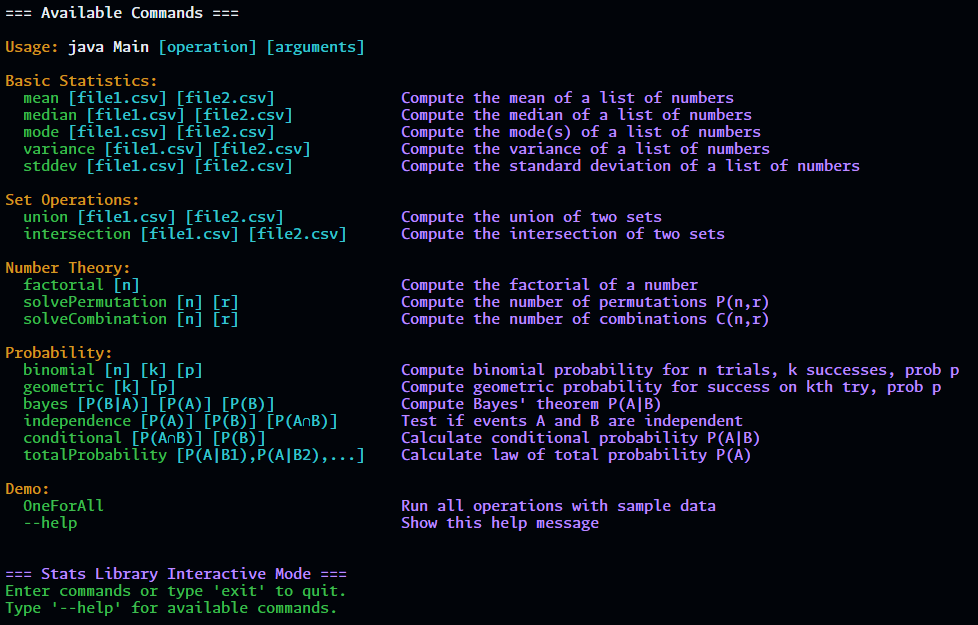 === Available Commands ===
Usage: java Main [operation] [arguments]
Basic Statistics:
mean [file1.csv] [file2.csv] Compute the mean of a list of numbers
median [file1.csv] [file2.csv] Compute the median of a list of numbers
mode [file1.csv] [file2.csv] Compute the mode(s) of a list of numbers
variance [file1.csv] [file2.csv] Compute the variance of a list of numbers
stddev [file1.csv] [file2.csv] Compute the standard deviation of a list of numbers
Set Operations:
union [file1.csv] [file2.csv] Compute the union of two sets
intersection [file1.csv] [file2.csv] Compute the intersection of two sets
Number Theory:
factorial [n] Compute the factorial of a number
solvePermutation [n] [r] Compute the number of permutations P(n,r)
solveCombination [n] [r] Compute the number of combinations C(n,r)
Probability:
binomial [n] [k] [p] Compute binomial probability for n trials, k successes, prob p
geometric [k] [p] Compute geometric probability for success on kth try, prob p
bayes [P(B|A)] [P(A)] [P(B)] Compute Bayes' theorem P(A|B)
independence [P(A)] [P(B)] [P(A∩B)] Test if events A and B are independent
conditional [P(A∩B)] [P(B)] Calculate conditional probability P(A|B)
totalProbability [P(A|B1),P(A|B2),...] Calculate law of total probability P(A)
Demo:
OneForAll Run all operations with sample data
--help Show this help message
=== Stats Library Interactive Mode ===
Enter commands or type 'exit' to quit.
Type '--help' for available commands.